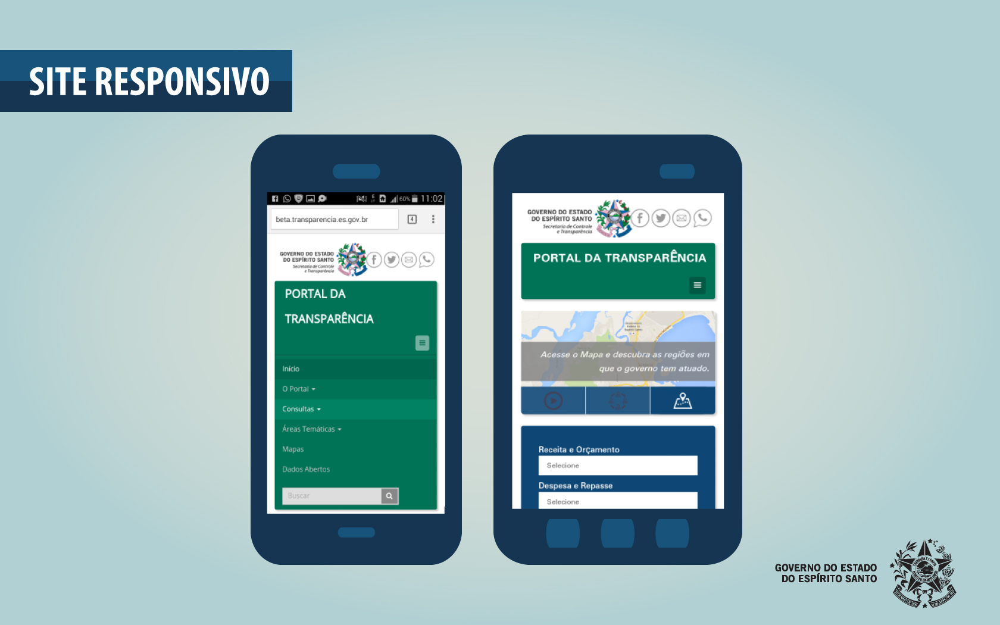 SITE RESPONSIVO
60% 11:02
beta.transparencia.es.gov.br
4
GOVERNO DO ESTADO
DO ESPÍRITO SANTO
Secretaria de Controle
e Transparência
PORTAL DA
TRANSPARÊNCIA
Início
O Portal
Consultas
Áreas Temáticas
Mapas
Dados Abertos
Buscar
GOVERNO DO ESTADO
DO ESPÍRITO SANTO
Secretaria de Controle
e Transparência
PORTAL DA TRANSPARÊNCIA
Acesse o Mapa e descubra as regiões em
que o governo tem atuado.
Receita e Orçamento
Selecione
Despesa e Repasse
Selecione
GOVERNO DO ESTADO
DO ESPÍRITO SANTO
TRABALHA E CONFIA